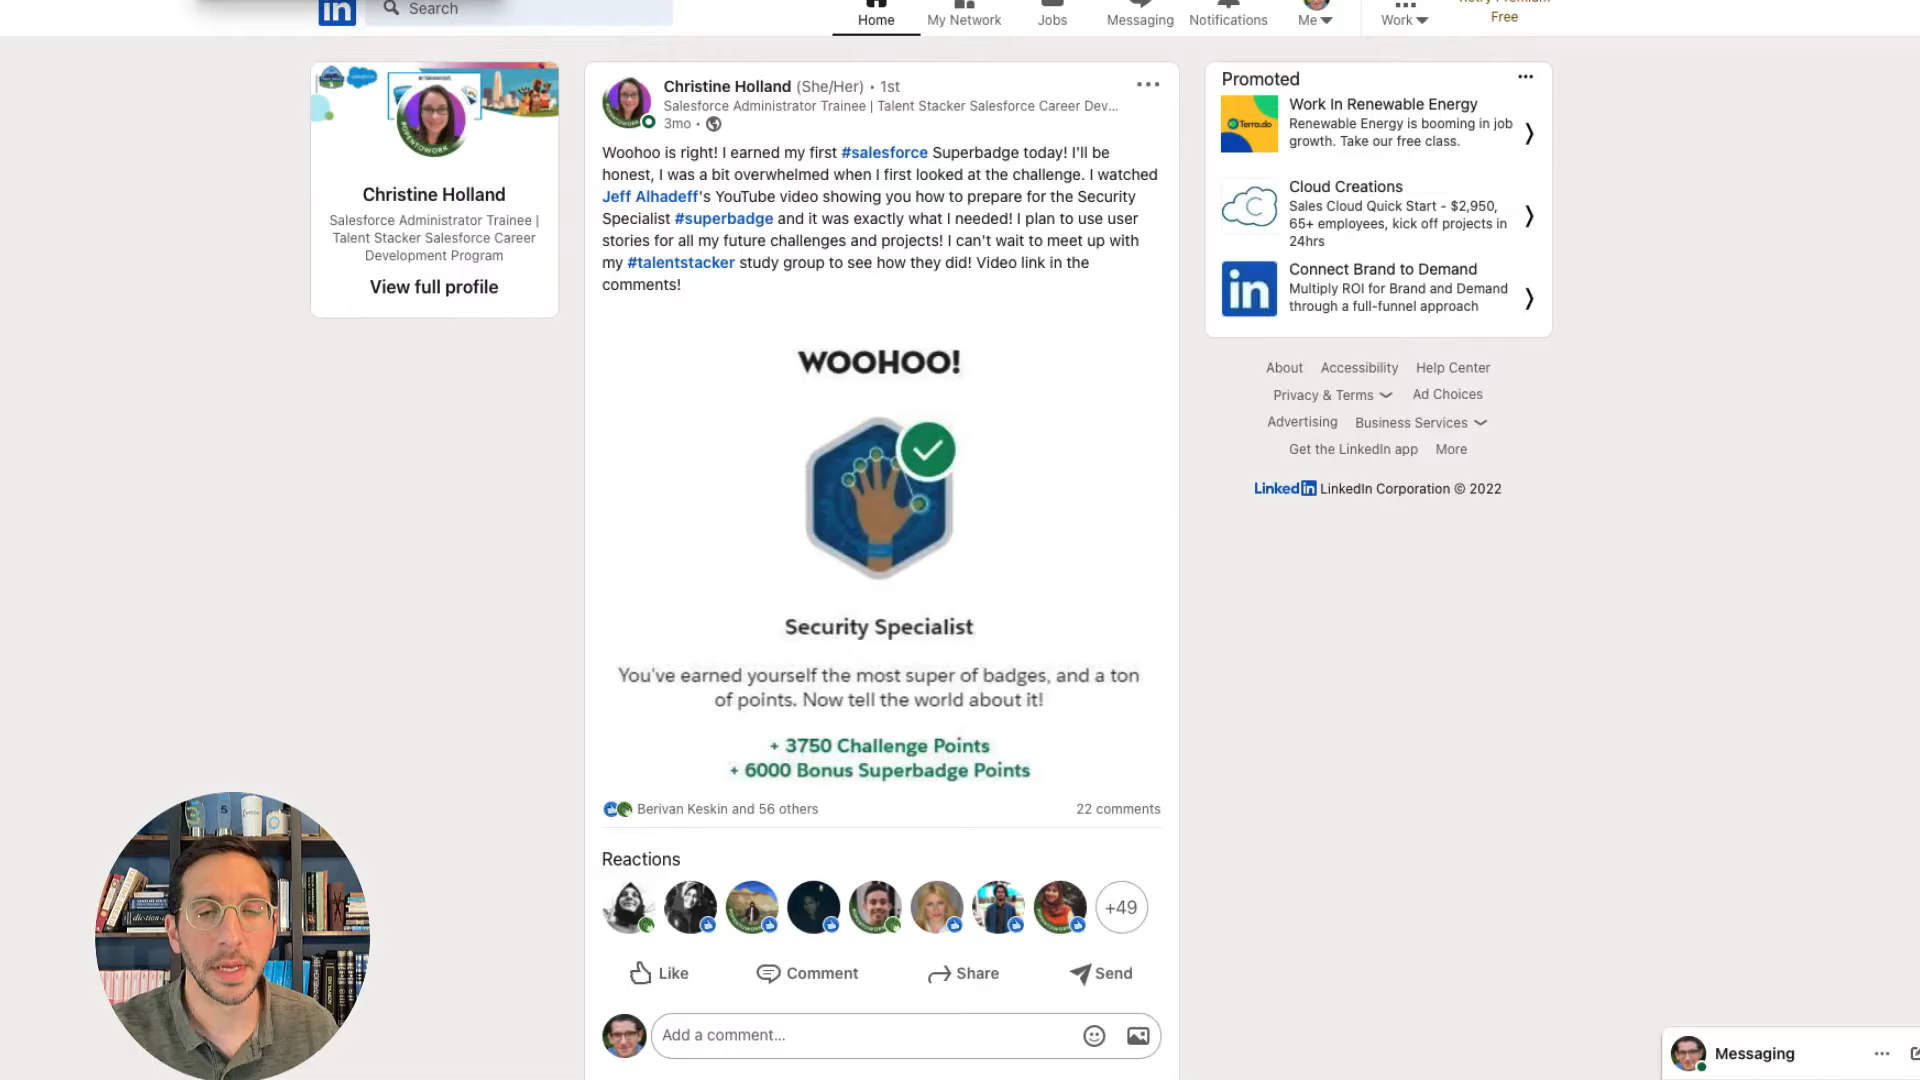 in
Search
Home
My Network
Jobs
Messaging
Notifications
Me
Work
Retry Premium
Free
Christine Holland
Salesforce Administrator Trainee |
Talent Stacker Salesforce Career
Development Program
View full profile
Christine Holland (She/Her) • 1st
Salesforce Administrator Trainee | Talent Stacker Salesforce Career Dev...
3mo •
Woohoo is right! I earned my first #salesforce Superbadge today! I'll be
honest, I was a bit overwhelmed when I first looked at the challenge. I watched
Jeff Alhadeff's YouTube video showing you how to prepare for the Security
Specialist #superbadge and it was exactly what I needed! I plan to use user
stories for all my future challenges and projects! I can't wait to meet up with
my #talentstacker study group to see how they did! Video link in the
comments!
WOOHOO!
Security Specialist
You've earned yourself the most super of badges, and a ton
of points. Now tell the world about it!
+ 3750 Challenge Points
+ 6000 Bonus Superbadge Points
Berivan Keskin and 56 others
22 comments
Reactions
+49
Like
Comment
Share
Send
Add a comment...
Promoted
Terra.do
Work In Renewable Energy
Renewable Energy is booming in job
growth. Take our free class.
C
Cloud Creations
Sales Cloud Quick Start - $2,950,
65+ employees, kick off projects in
24hrs
in
Connect Brand to Demand
Multiply ROI for Brand and Demand
through a full-funnel approach
About
Accessibility
Help Center
Privacy & Terms
Ad Choices
Advertising
Business Services
Get the LinkedIn app
More
LinkedIn LinkedIn Corporation © 2022
Messaging